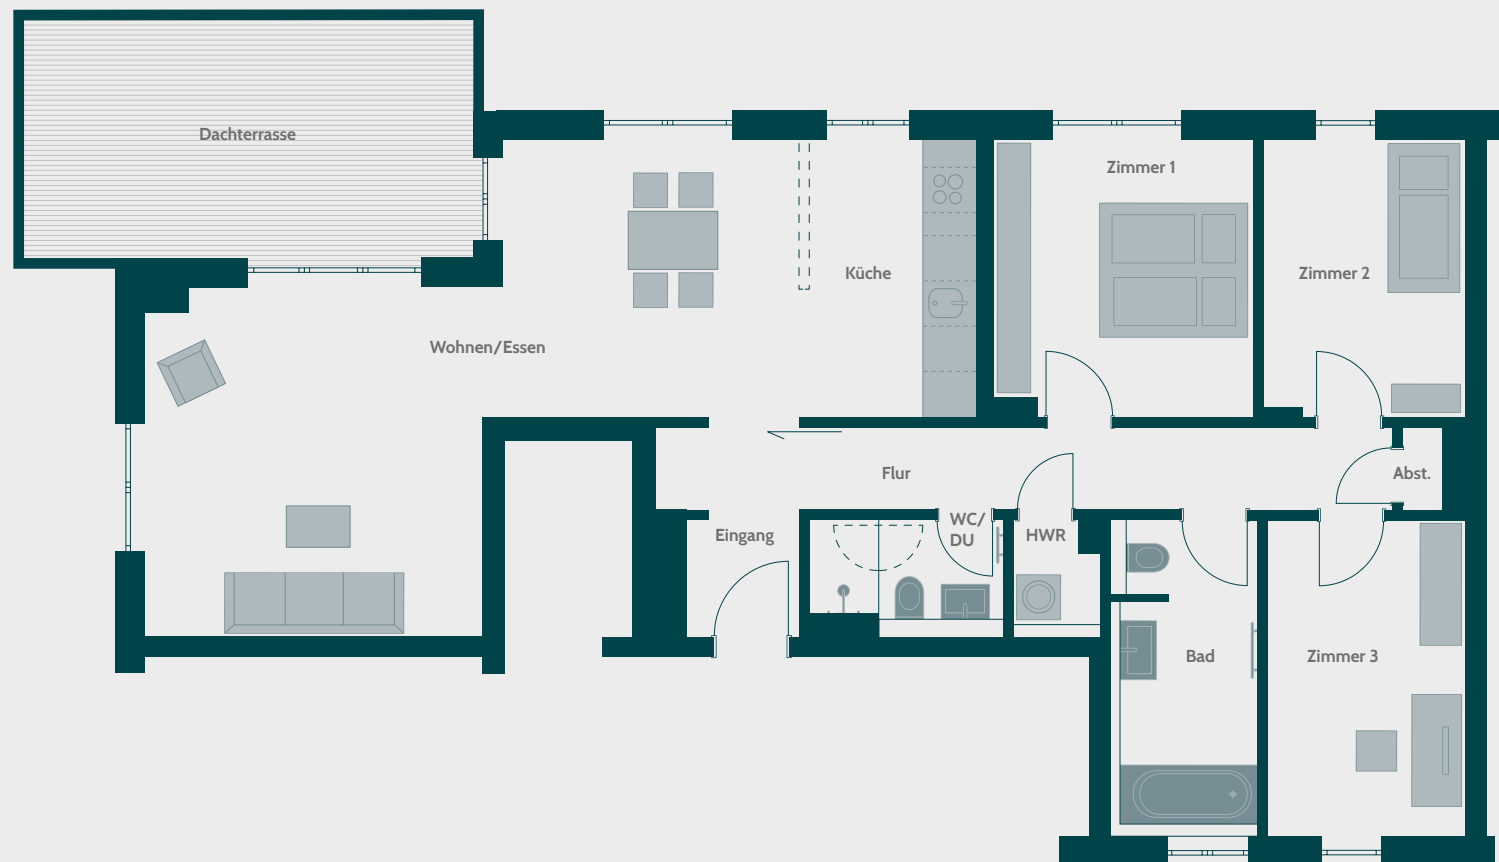 Dachterrasse
Zimmer 1
Küche
Zimmer 2
Wohnen/Essen
Flur
Abst.
WC/
DU
Eingang
HWR
Bad
Zimmer 3